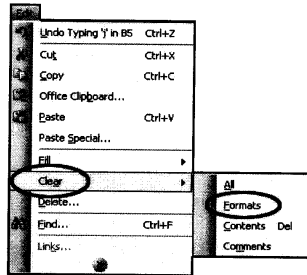 Edit
Undo Typing 'j' in B5 Ctrl+Z
Cut Ctrl+X
Copy Ctrl+C
Office Clipboard...
Paste Ctrl+V
Paste Special...
Fill
Clear
All
Delete...
Formats
Find... Ctrl+F
Contents Del
Links...
Comments